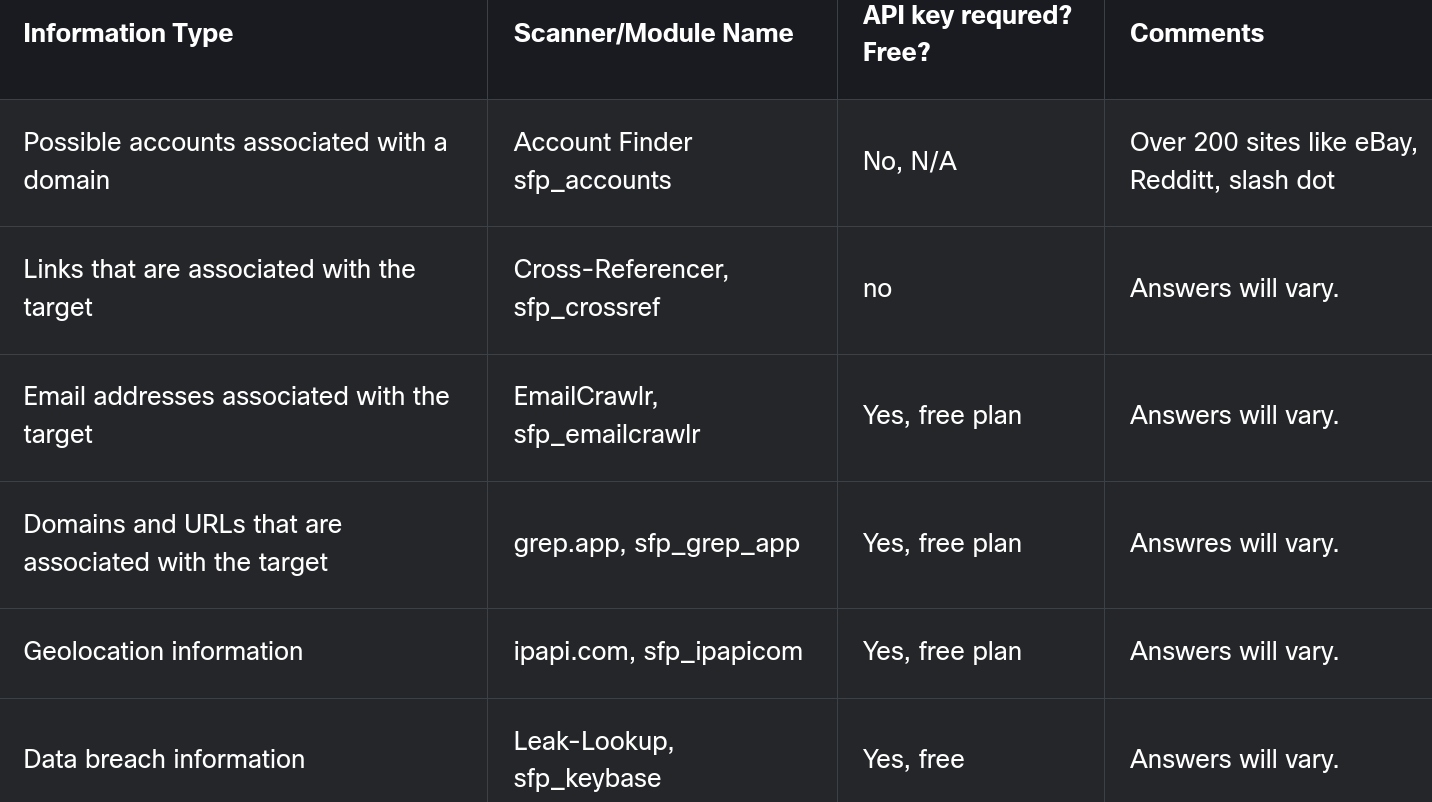 Information Type
Scanner/Module Name
API key requred?
Free?
Comments
Possible accounts associated with a
domain
Account Finder
sfp_accounts
No, N/A
Over 200 sites like eBay,
Redditt, slash dot
Links that are associated with the
target
Cross-Referencer,
sfp_crossref
no
Answers will vary.
Email addresses associated with the
target
EmailCrawlr,
sfp_emailcrawlr
Yes, free plan
Answers will vary.
Domains and URLs that are
associated with the target
grep.app, sfp_grep_app
Yes, free plan
Answres will vary.
Geolocation information
ipapi.com, sfp_ipapicom
Yes, free plan
Answers will vary.
Data breach information
Leak-Lookup,
sfp_keybase
Yes, free
Answers will vary.